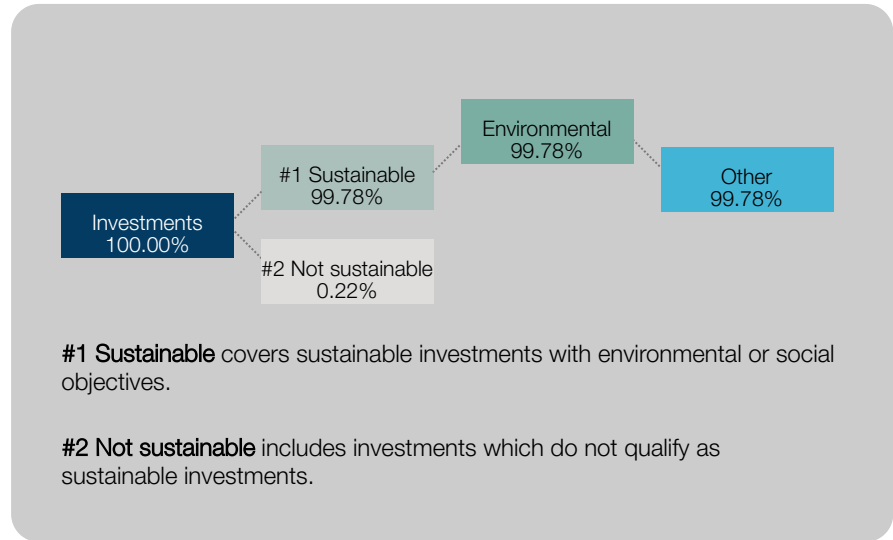 Environmental
99.78%
#1 Sustainable
99.78%
Other
99.78%
Investments
100.00%
#2 Not sustainable
0.22%
#1 Sustainable covers sustainable investments with environmental or social
objectives.
#2 Not sustainable includes investments which do not qualify as
sustainable investments.